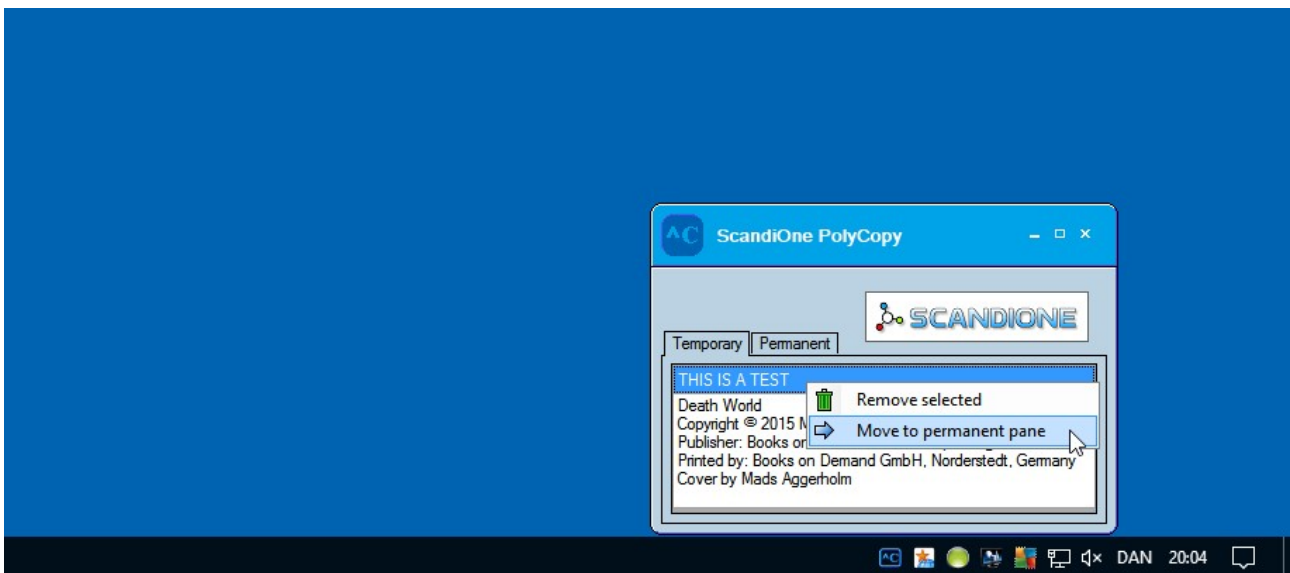 ^C ScandiOne PolyCopy
SCANDIONE
Temporary Permanent
THIS IS A TEST
Remove selected
Death World
Copyright © 2015 M
Move to permanent pane
Publisher: Books on
Printed by: Books on Demand GmbH, Norderstedt, Germany
Cover by Mads Aggerholm
^C DAN 20:04